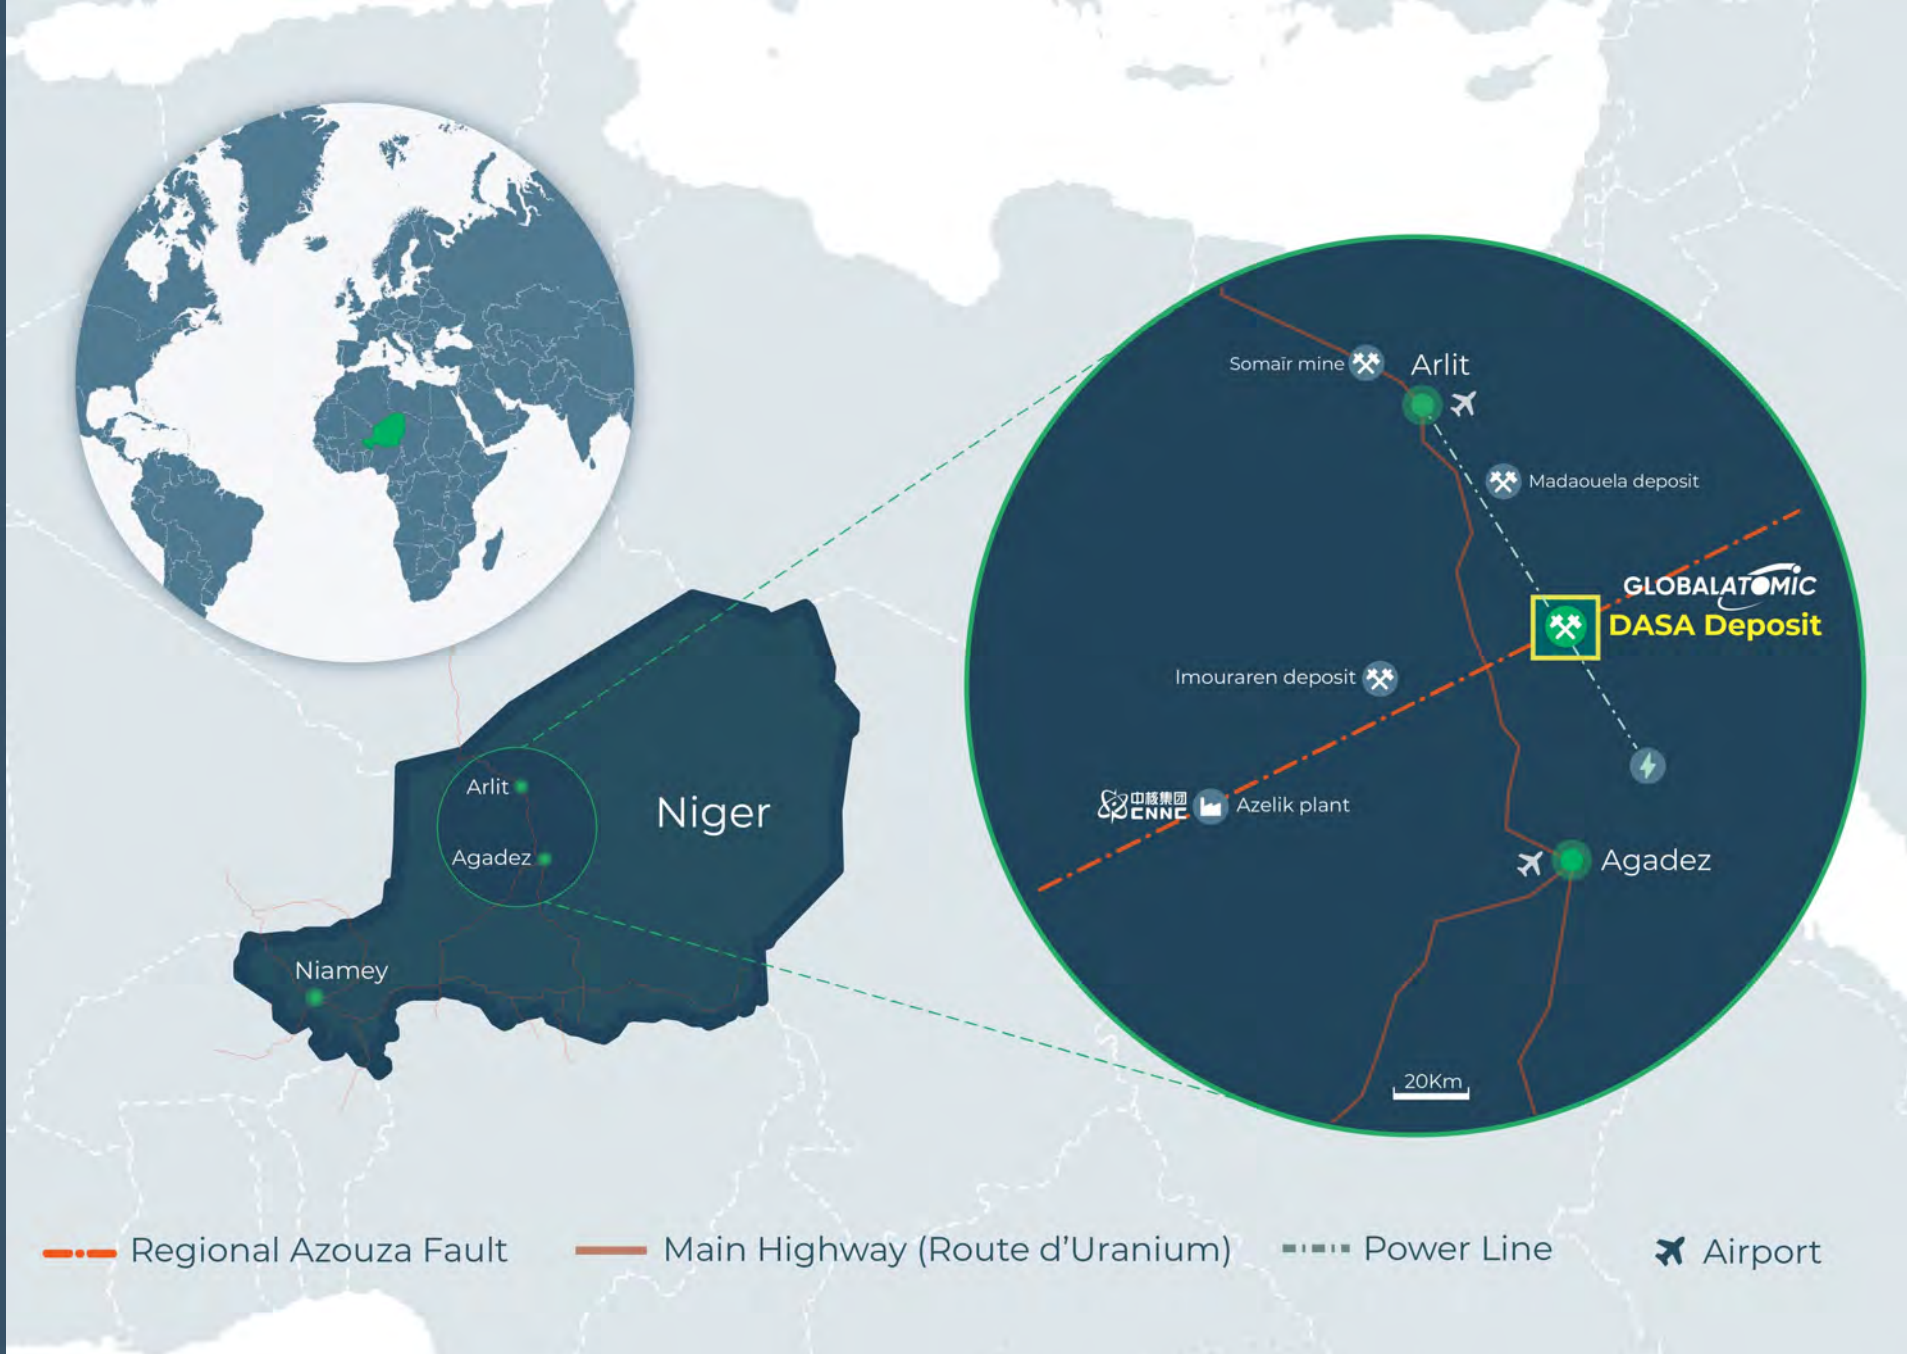 Somaïr mine
Arlit
Madaouela deposit
GLOBALATOMIC
DASA Deposit
Imouraren deposit
中核集团
CNNC
Azelik plant
Agadez
20Km
Arlit
Agadez
Niger
Niamey
Regional Azouza Fault
Main Highway (Route d'Uranium)
Power Line
Airport